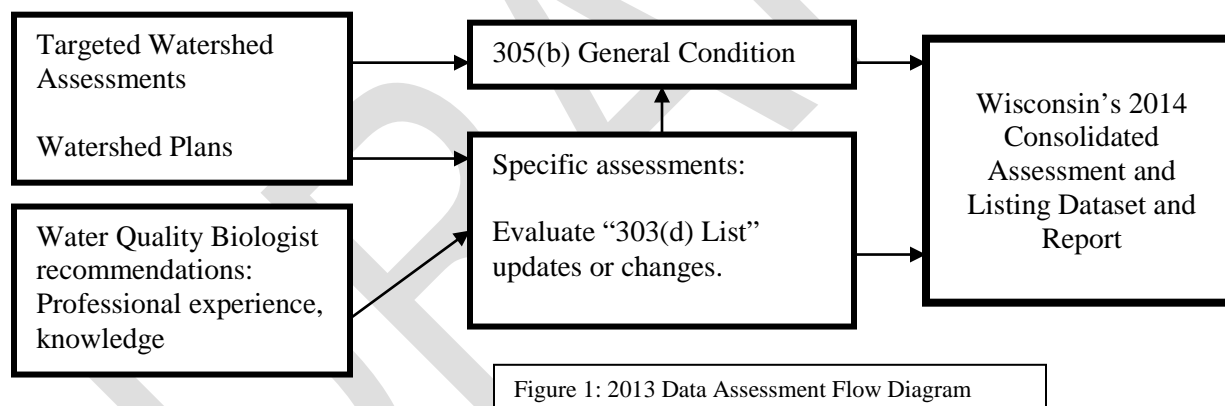 Targeted Watershed
Assessments
Watershed Plans
Water Quality Biologist
recommendations:
Professional experience,
knowledge
305(b) General Condition
Specific assessments:
Evaluate “303(d) List”
updates or changes.
Wisconsin’s 2014
Consolidated
Assessment and
Listing Dataset and
Report
Figure 1: 2013 Data Assessment Flow Diagram